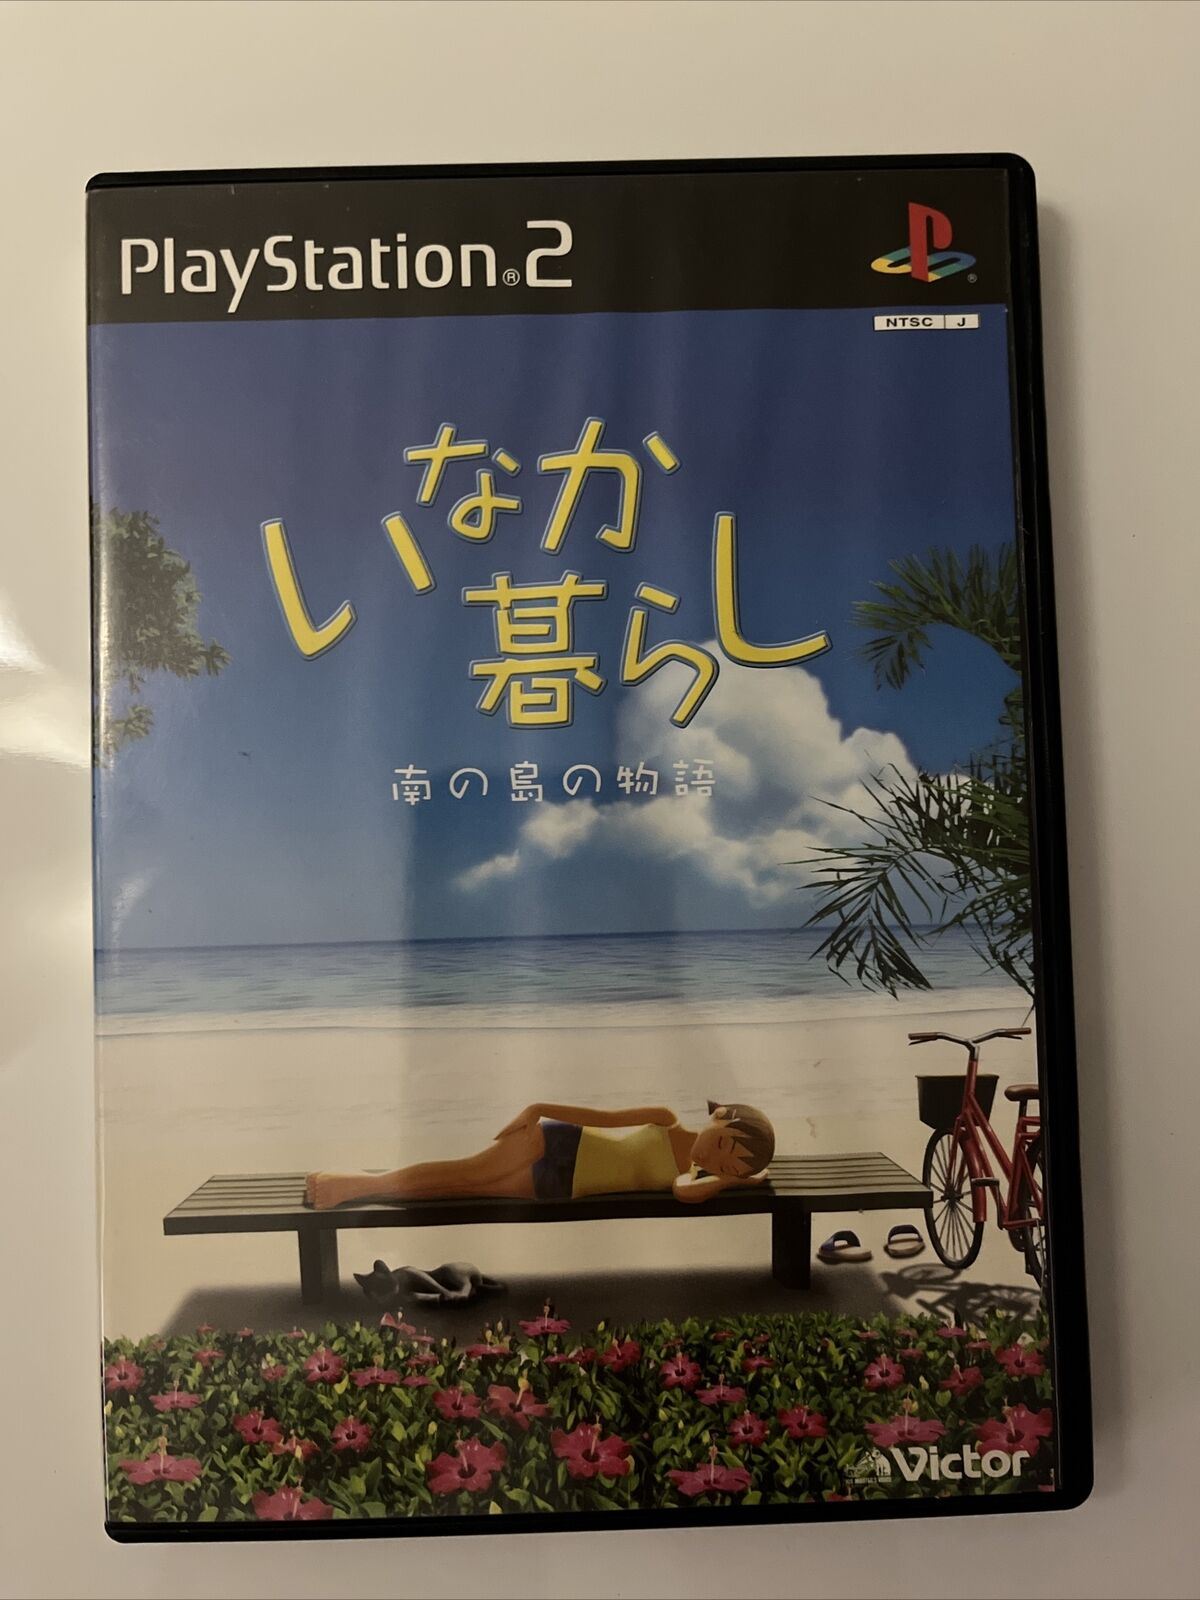 PlayStation®2
®
NTSC J
いなか
暮らし
南の島の物語
Victor